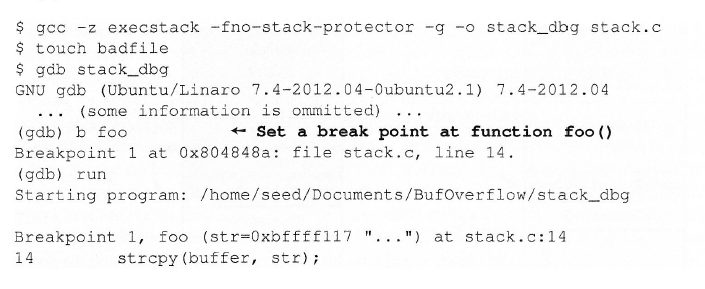 $ gcc -z execstack -fno-stack-protector -g -o stack_dbg stack.c
$ touch badfile
$ gdb stack_dbg
GNU gdb (Ubuntu/Linaro 7.4-2012.04-0ubuntu2.1) 7.4-2012.04
... (some information is ommitted) ...
(gdb) b foo ← Set a break point at function foo()
Breakpoint 1 at 0x804848a: file stack.c, line 14.
(gdb) run
Starting program: /home/seed/Documents/BufOverflow/stack_dbg
Breakpoint 1, foo (str=0xbffff117 "...") at stack.c:14
14 strcpy(buffer, str);